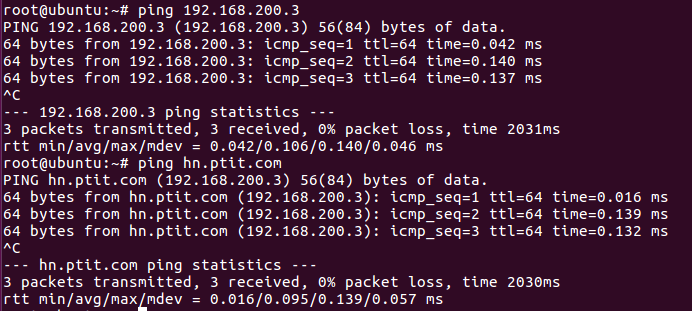 root@ubuntu:~# ping 192.168.200.3
PING 192.168.200.3 (192.168.200.3) 56(84) bytes of data.
64 bytes from 192.168.200.3: icmp_seq=1 ttl=64 time=0.042 ms
64 bytes from 192.168.200.3: icmp_seq=2 ttl=64 time=0.140 ms
64 bytes from 192.168.200.3: icmp_seq=3 ttl=64 time=0.137 ms
^C
--- 192.168.200.3 ping statistics ---
3 packets transmitted, 3 received, 0% packet loss, time 2031ms
rtt min/avg/max/mdev = 0.042/0.106/0.140/0.046 ms
root@ubuntu:~# ping hn.ptit.com
PING hn.ptit.com (192.168.200.3) 56(84) bytes of data.
64 bytes from hn.ptit.com (192.168.200.3): icmp_seq=1 ttl=64 time=0.016 ms
64 bytes from hn.ptit.com (192.168.200.3): icmp_seq=2 ttl=64 time=0.139 ms
64 bytes from hn.ptit.com (192.168.200.3): icmp_seq=3 ttl=64 time=0.132 ms
^C
--- hn.ptit.com ping statistics ---
3 packets transmitted, 3 received, 0% packet loss, time 2030ms
rtt min/avg/max/mdev = 0.016/0.095/0.139/0.057 ms